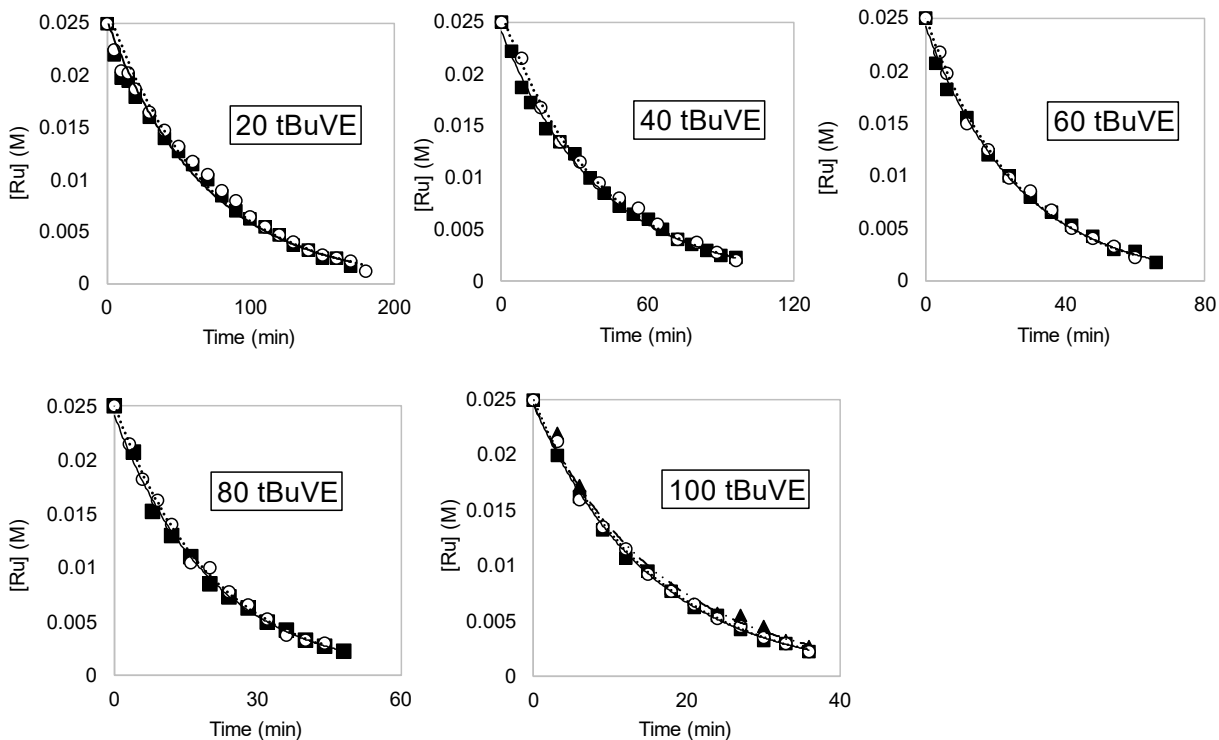 0.025
0.02
0.015
0.01
0.005
0
[Ru] (M)
20 tBuVE
0 100 200
Time (min)
0.025
0.02
0.015
0.01
0.005
0
[Ru] (M)
40 tBuVE
0 60 120
Time (min)
0.025
0.02
0.015
0.01
0.005
0
[Ru] (M)
60 tBuVE
0 20 40 60 80
Time (min)
0.025
0.02
0.015
0.01
0.005
0
[Ru] (M)
80 tBuVE
0 30 60
Time (min)
0.025
0.02
0.015
0.01
0.005
0
[Ru] (M)
100 tBuVE
0 20 40
Time (min)